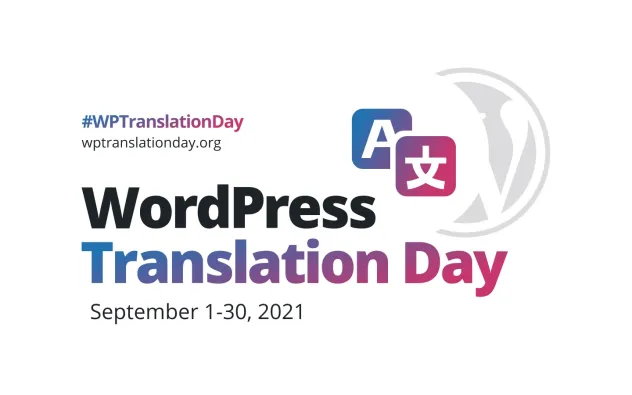 #WPTranslationDay
wptranslationday.org
A
文
WordPress
Translation Day
September 1-30, 2021